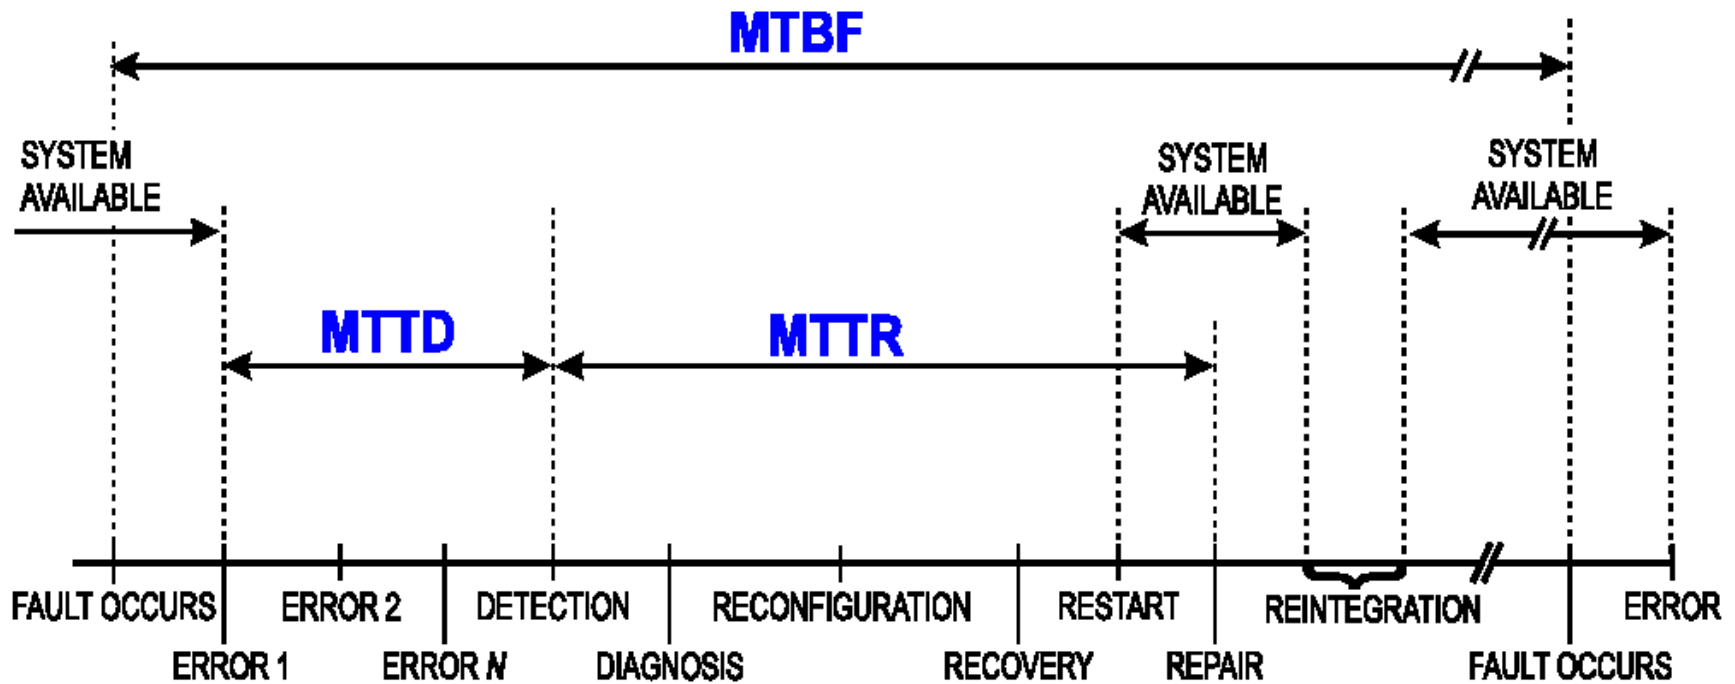 MTBF
SYSTEM
AVAILABLE
SYSTEM
AVAILABLE
SYSTEM
AVAILABLE
MTTD
MTTR
FAULT OCCURS
ERROR 2
DETECTION
RECONFIGURATION
RESTART
REINTEGRATION
ERROR
ERROR 1
ERROR N
DIAGNOSIS
RECOVERY
REPAIR
FAULT OCCURS